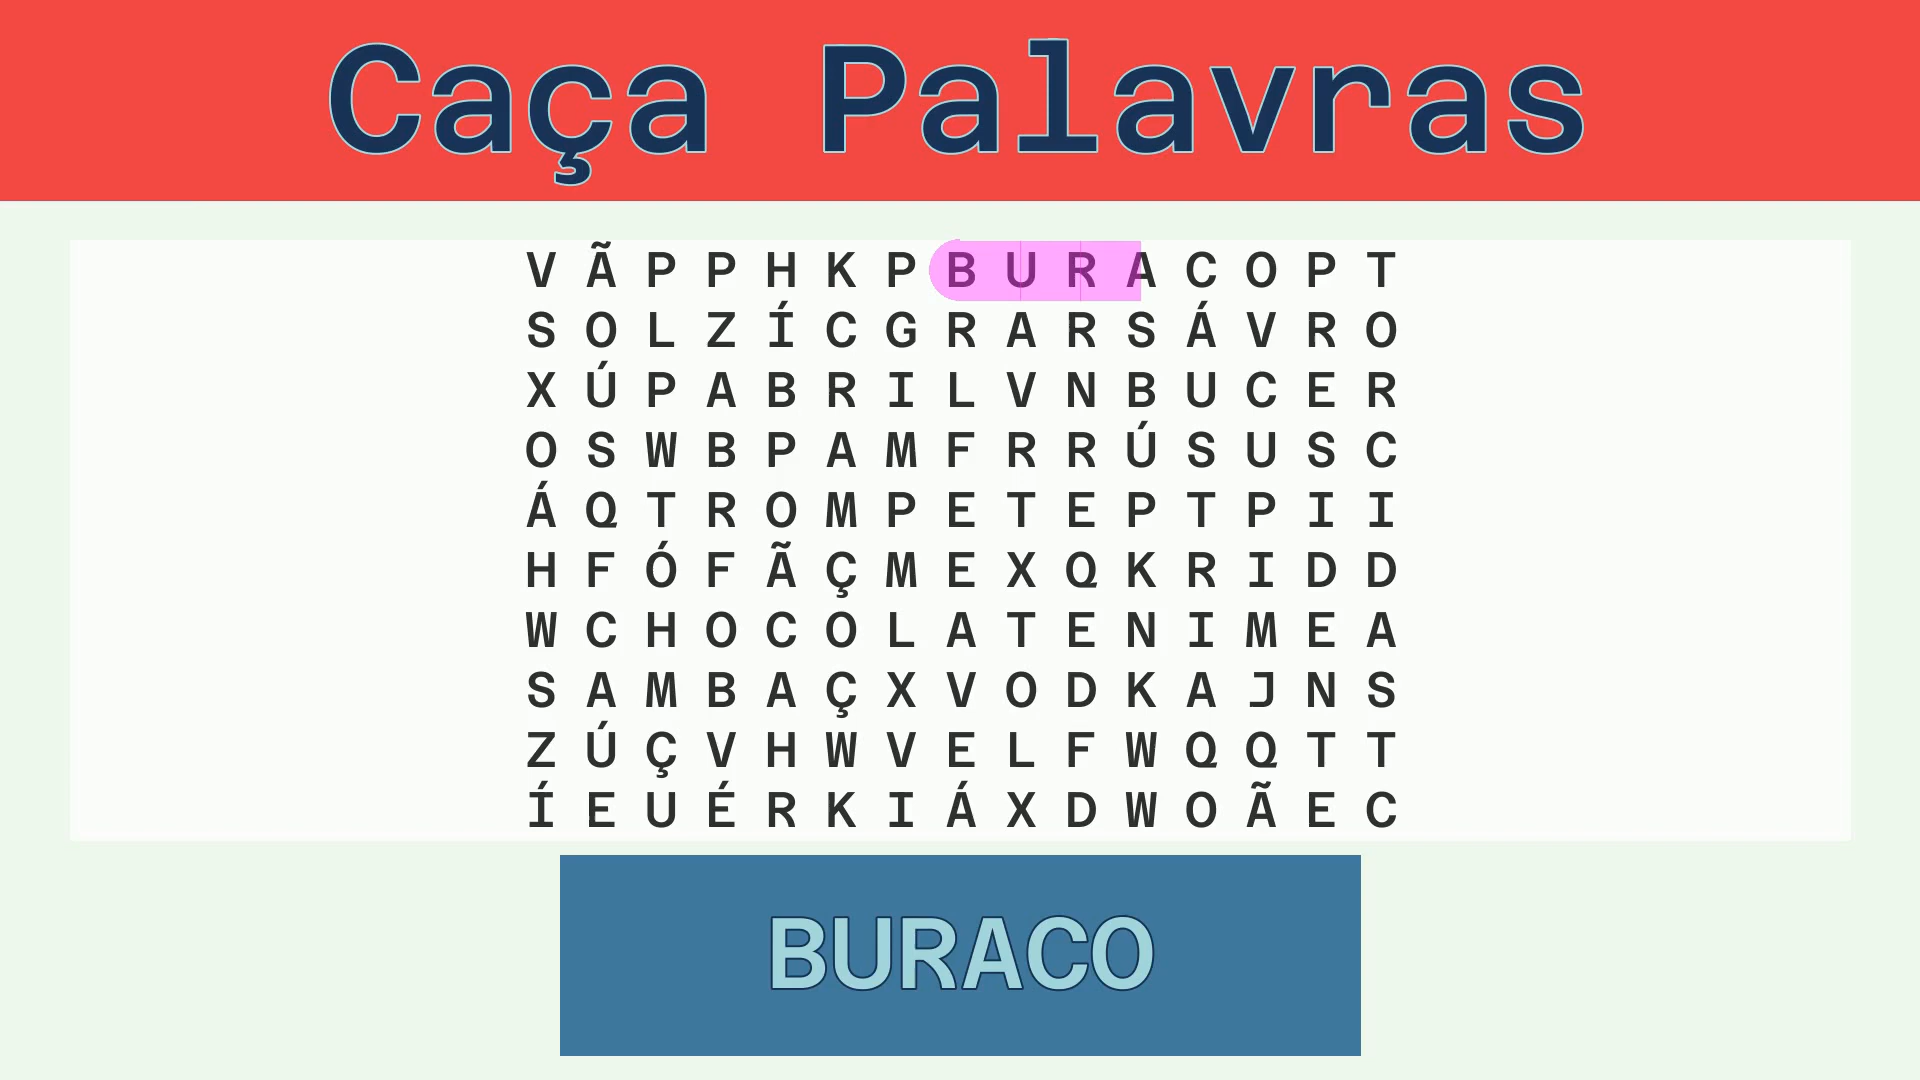 Caça Palavras
V Ã P P H K P B U R A C O P T
S O L Z Í C G R A R S Á V R O
X Ú P A B R I L V N B U C E R
O S W B P A M F R R Ú S U S C
Á Q T R O M P E T E P T P I I
H F Ó F Ã Ç M E X Q K R I D D
W C H O C O L A T E N I M E A
S A M B A Ç X V O D K A J N S
Z Ú Ç V H W V E L F W Q Q T T
Í E U É R K I Á X D W O Ã E C
BURACO